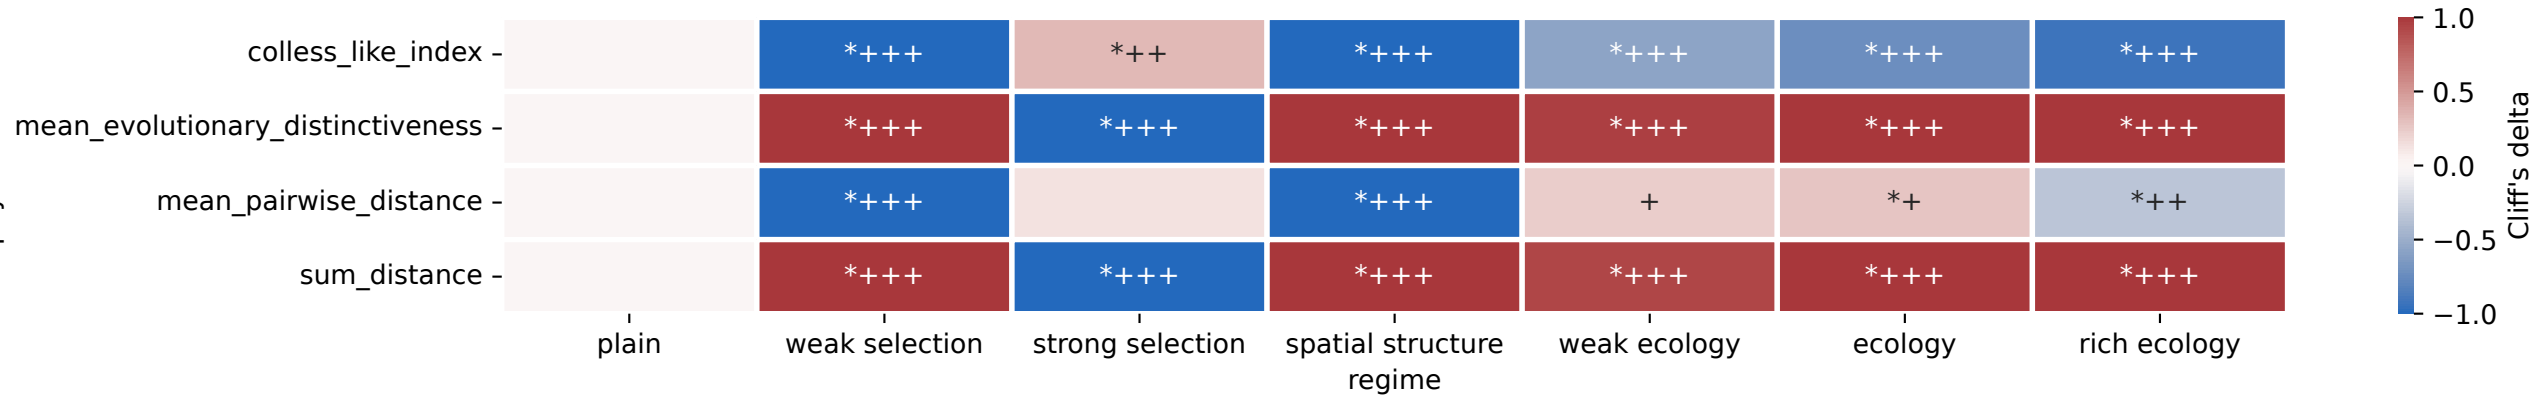 colless_like_index *+++ *++ *+++ *+++ *+++ *+++
mean_evolutionary_distinctiveness *+++ *+++ *+++ *+++ *+++ *+++
mean_pairwise_distance *+++ *+++ + *+ *++
sum_distance *+++ *+++ *+++ *+++ *+++ *+++
plain weak selection strong selection spatial structure weak ecology ecology rich ecology
regime
1.0
0.5
0.0
−0.5
−1.0
Cliff's delta